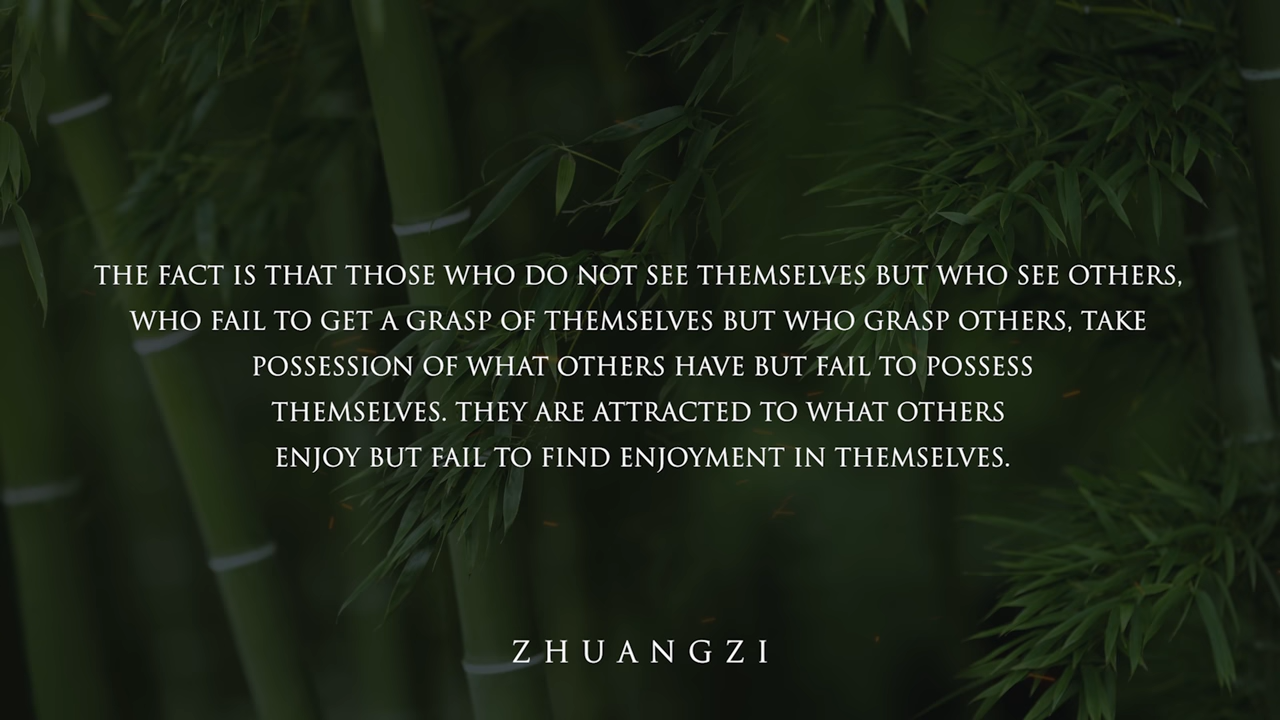 THE FACT IS THAT THOSE WHO DO NOT SEE THEMSELVES BUT WHO SEE OTHERS,
WHO FAIL TO GET A GRASP OF THEMSELVES BUT WHO GRASP OTHERS, TAKE
POSSESSION OF WHAT OTHERS HAVE BUT FAIL TO POSSESS
THEMSELVES. THEY ARE ATTRACTED TO WHAT OTHERS
ENJOY BUT FAIL TO FIND ENJOYMENT IN THEMSELVES.
ZHUANGZI